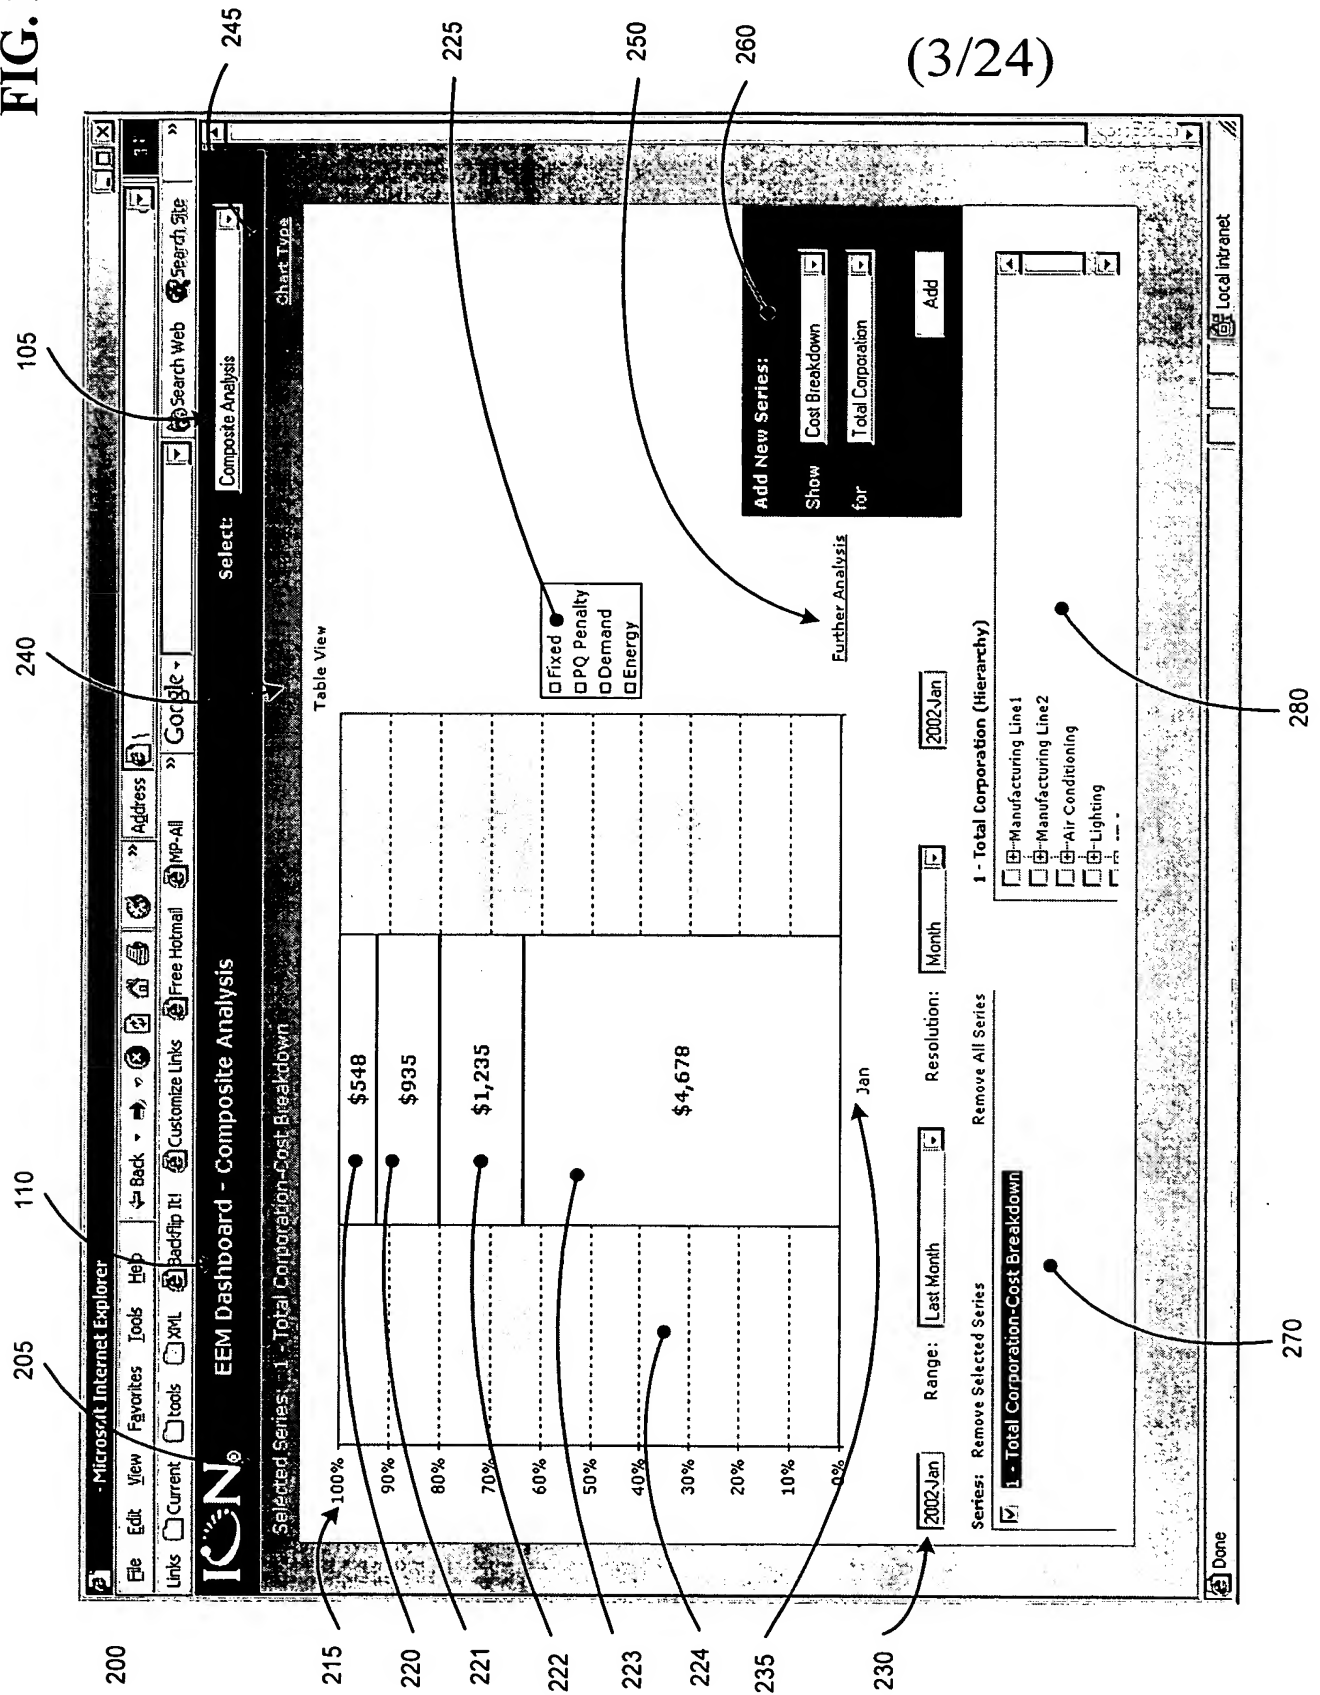 FIG.
(3/24)
200
205
110
240
105
245
225
250
260
- Microsoft Internet Explorer
File Edit View Favorites Tools Help
Back
Address
Links Current tools XML Backflip It! Customize Links Free Hotmail MP-All
Google
Search Web
Search Site
ION®
EEM Dashboard - Composite Analysis
select:
Composite Analysis
Selected Series: 1 - Total Corporation-Cost Breakdown
Chart Type
Table View
100%
90%
80%
70%
60%
50%
40%
30%
20%
10%
0%
$548
$935
$1,235
$4,678
Jan
Fixed
PQ Penalty
Demand
Energy
Further Analysis
Add New Series:
Show Cost Breakdown
for Total Corporation
Add
2002-Jan
Range: Last Month
Resolution: Month
2002-Jan
Series: Remove Selected Series Remove All Series
1 - Total Corporation-Cost Breakdown
1 - Total Corporation (Hierarchy)
Manufacturing Line1
Manufacturing Line2
Air Conditioning
Lighting
Done
Local intranet
215
220
221
222
223
224
235
230
270
280